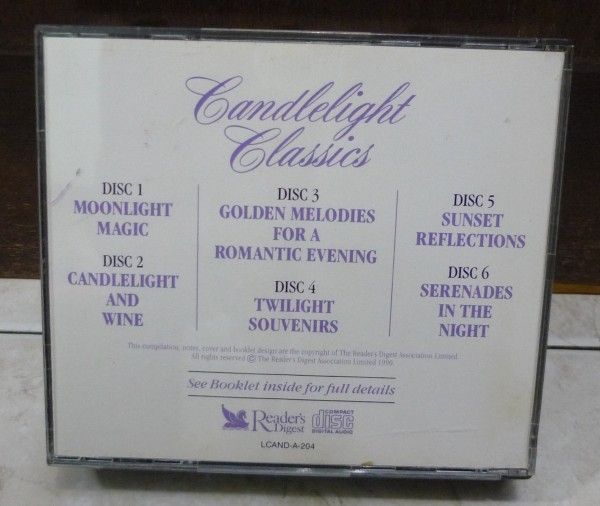 Candlelight
Classics
DISC 1
MOONLIGHT
MAGIC
DISC 2
CANDLELIGHT
AND
WINE
DISC 3
GOLDEN MELODIES
FOR A
ROMANTIC EVENING
DISC 4
TWILIGHT
SOUVENIRS
DISC 5
SUNSET
REFLECTIONS
DISC 6
SERENADES
IN THE
NIGHT
This compilation, notes, cover and booklet design are the copyright of The Reader's Digest Association Limited.
All rights reserved © The Reader's Digest Association Limited 1990.
See Booklet inside for full details
Reader's
Digest
COMPACT
disc
DIGITAL AUDIO
LCAND-A-204